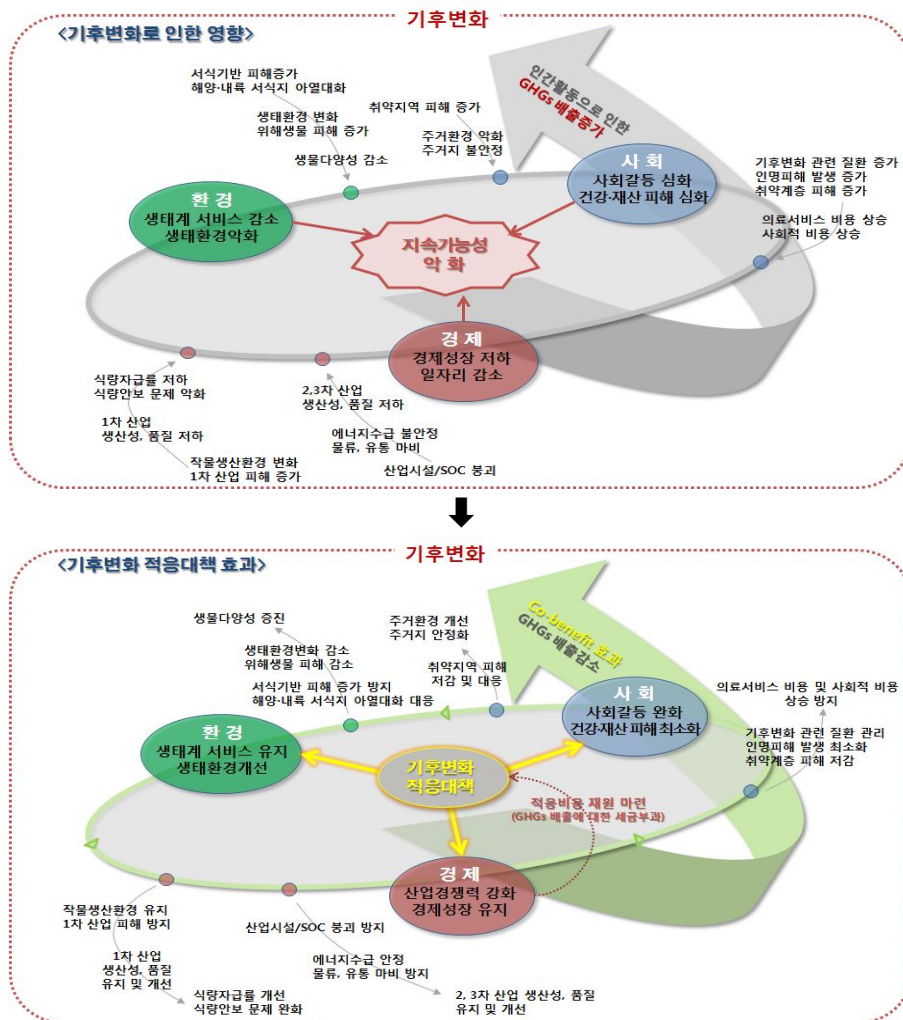 기후변화
<기후변화로 인한 영향>
인간활동으로 인한
GHGs 배출증가
서식기반 피해증가
해양·내륙 서식지 아열대화
생태환경 변화
위해생물 피해 증가
생물다양성 감소
취약지역 피해 증가
주거환경 악화
주거지 불안정
사 회
사회갈등 심화
건강·재산 피해 심화
기후변화 관련 질환 증가
인명피해 발생 증가
취약계층 피해 증가
의료서비스 비용 상승
사회적 비용 상승
환 경
생태계 서비스 감소
생태환경악화
지속가능성
악 화
경 제
경제성장 저하
일자리 감소
식량자급률 저하
식량안보 문제 악화
1차 산업
생산성, 품질 저하
작물생산환경 변화
1차 산업 피해 증가
2,3차 산업
생산성, 품질 저하
에너지수급 불안정
물류, 유통 마비
산업시설/SOC 붕괴
기후변화
<기후변화 적응대책 효과>
Co-benefit 효과
GHGs 배출감소
생물다양성 증진
생태환경변화 감소
위해생물 피해 감소
서식기반 피해 증가 방지
해양·내륙 서식지 아열대화 대응
주거환경 개선
주거지 안정화
취약지역 피해
저감 및 대응
사 회
사회갈등 완화
건강·재산 피해 최소화
의료서비스 비용 및 사회적 비용
상승 방지
기후변화 관련 질환 관리
인명피해 발생 최소화
취약계층 피해 저감
환 경
생태계 서비스 유지
생태환경개선
기후변화
적응대책
적응비용 재원 마련
(GHGs 배출에 대한 세금부과)
경 제
산업경쟁력 강화
경제성장 유지
작물생산환경 유지
1차 산업 피해 방지
1차 산업
생산성, 품질
유지 및 개선
식량자급률 개선
식량안보 문제 완화
산업시설/SOC 붕괴 방지
에너지수급 안정
물류, 유통 마비 방지
2, 3차 산업 생산성, 품질
유지 및 개선